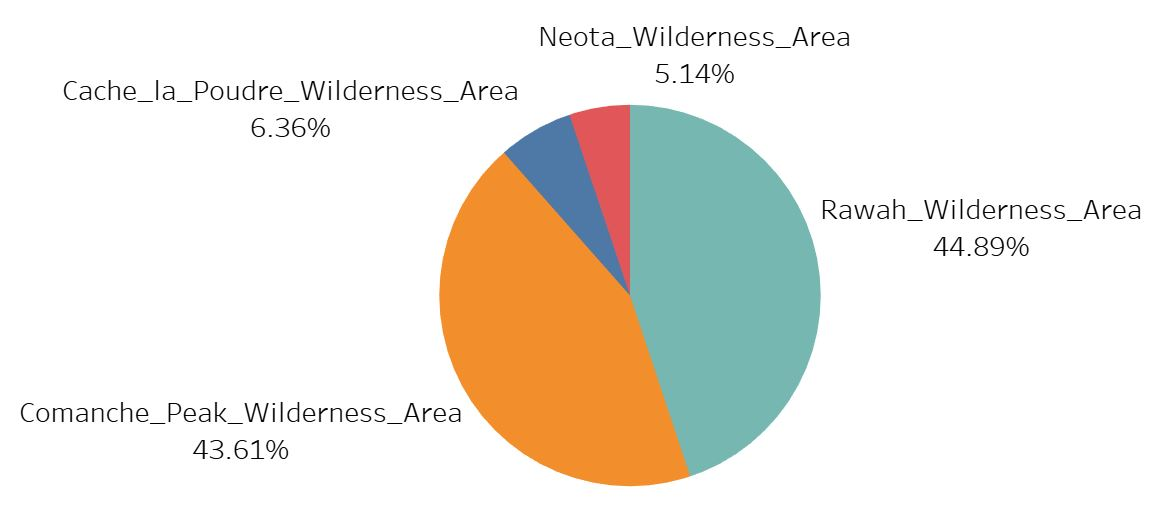 Neota_Wilderness_Area
5.14%
Cache_la_Poudre_Wilderness_Area
6.36%
Rawah_Wilderness_Area
44.89%
Comanche_Peak_Wilderness_Area
43.61%